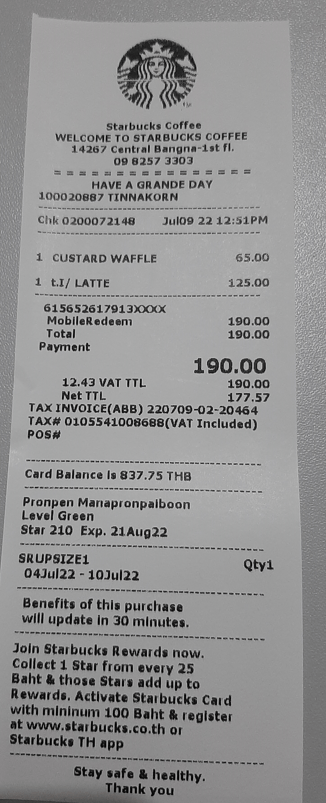 Starbucks Coffee
WELCOME TO STARBUCKS COFFEE
14267 Central Bangna-1st fl.
09 8257 3303
= = = = = = = = = = = = = = = = = =
HAVE A GRANDE DAY
100020887 TINNAKORN
Chk 0200072148 Jul09 22 12:51PM
1 CUSTARD WAFFLE 65.00
1 t.I/ LATTE 125.00
615652617913XXXX
MobileRedeem 190.00
Total 190.00
Payment
190.00
12.43 VAT TTL 190.00
Net TTL 177.57
TAX INVOICE(ABB) 220709-02-20464
TAX# 0105541008688(VAT Included)
POS#
Card Balance is 837.75 THB
Pronpen Manapronpaiboon
Level Green
Star 210 Exp. 21Aug22
SRUPSIZE1 Qty1
04Jul22 - 10Jul22
Benefits of this purchase
will update in 30 minutes.
Join Starbucks Rewards now.
Collect 1 Star from every 25
Baht & those Stars add up to
Rewards. Activate Starbucks Card
with mininum 100 Baht & register
at www.starbucks.co.th or
Starbucks TH app
Stay safe & healthy.
Thank you